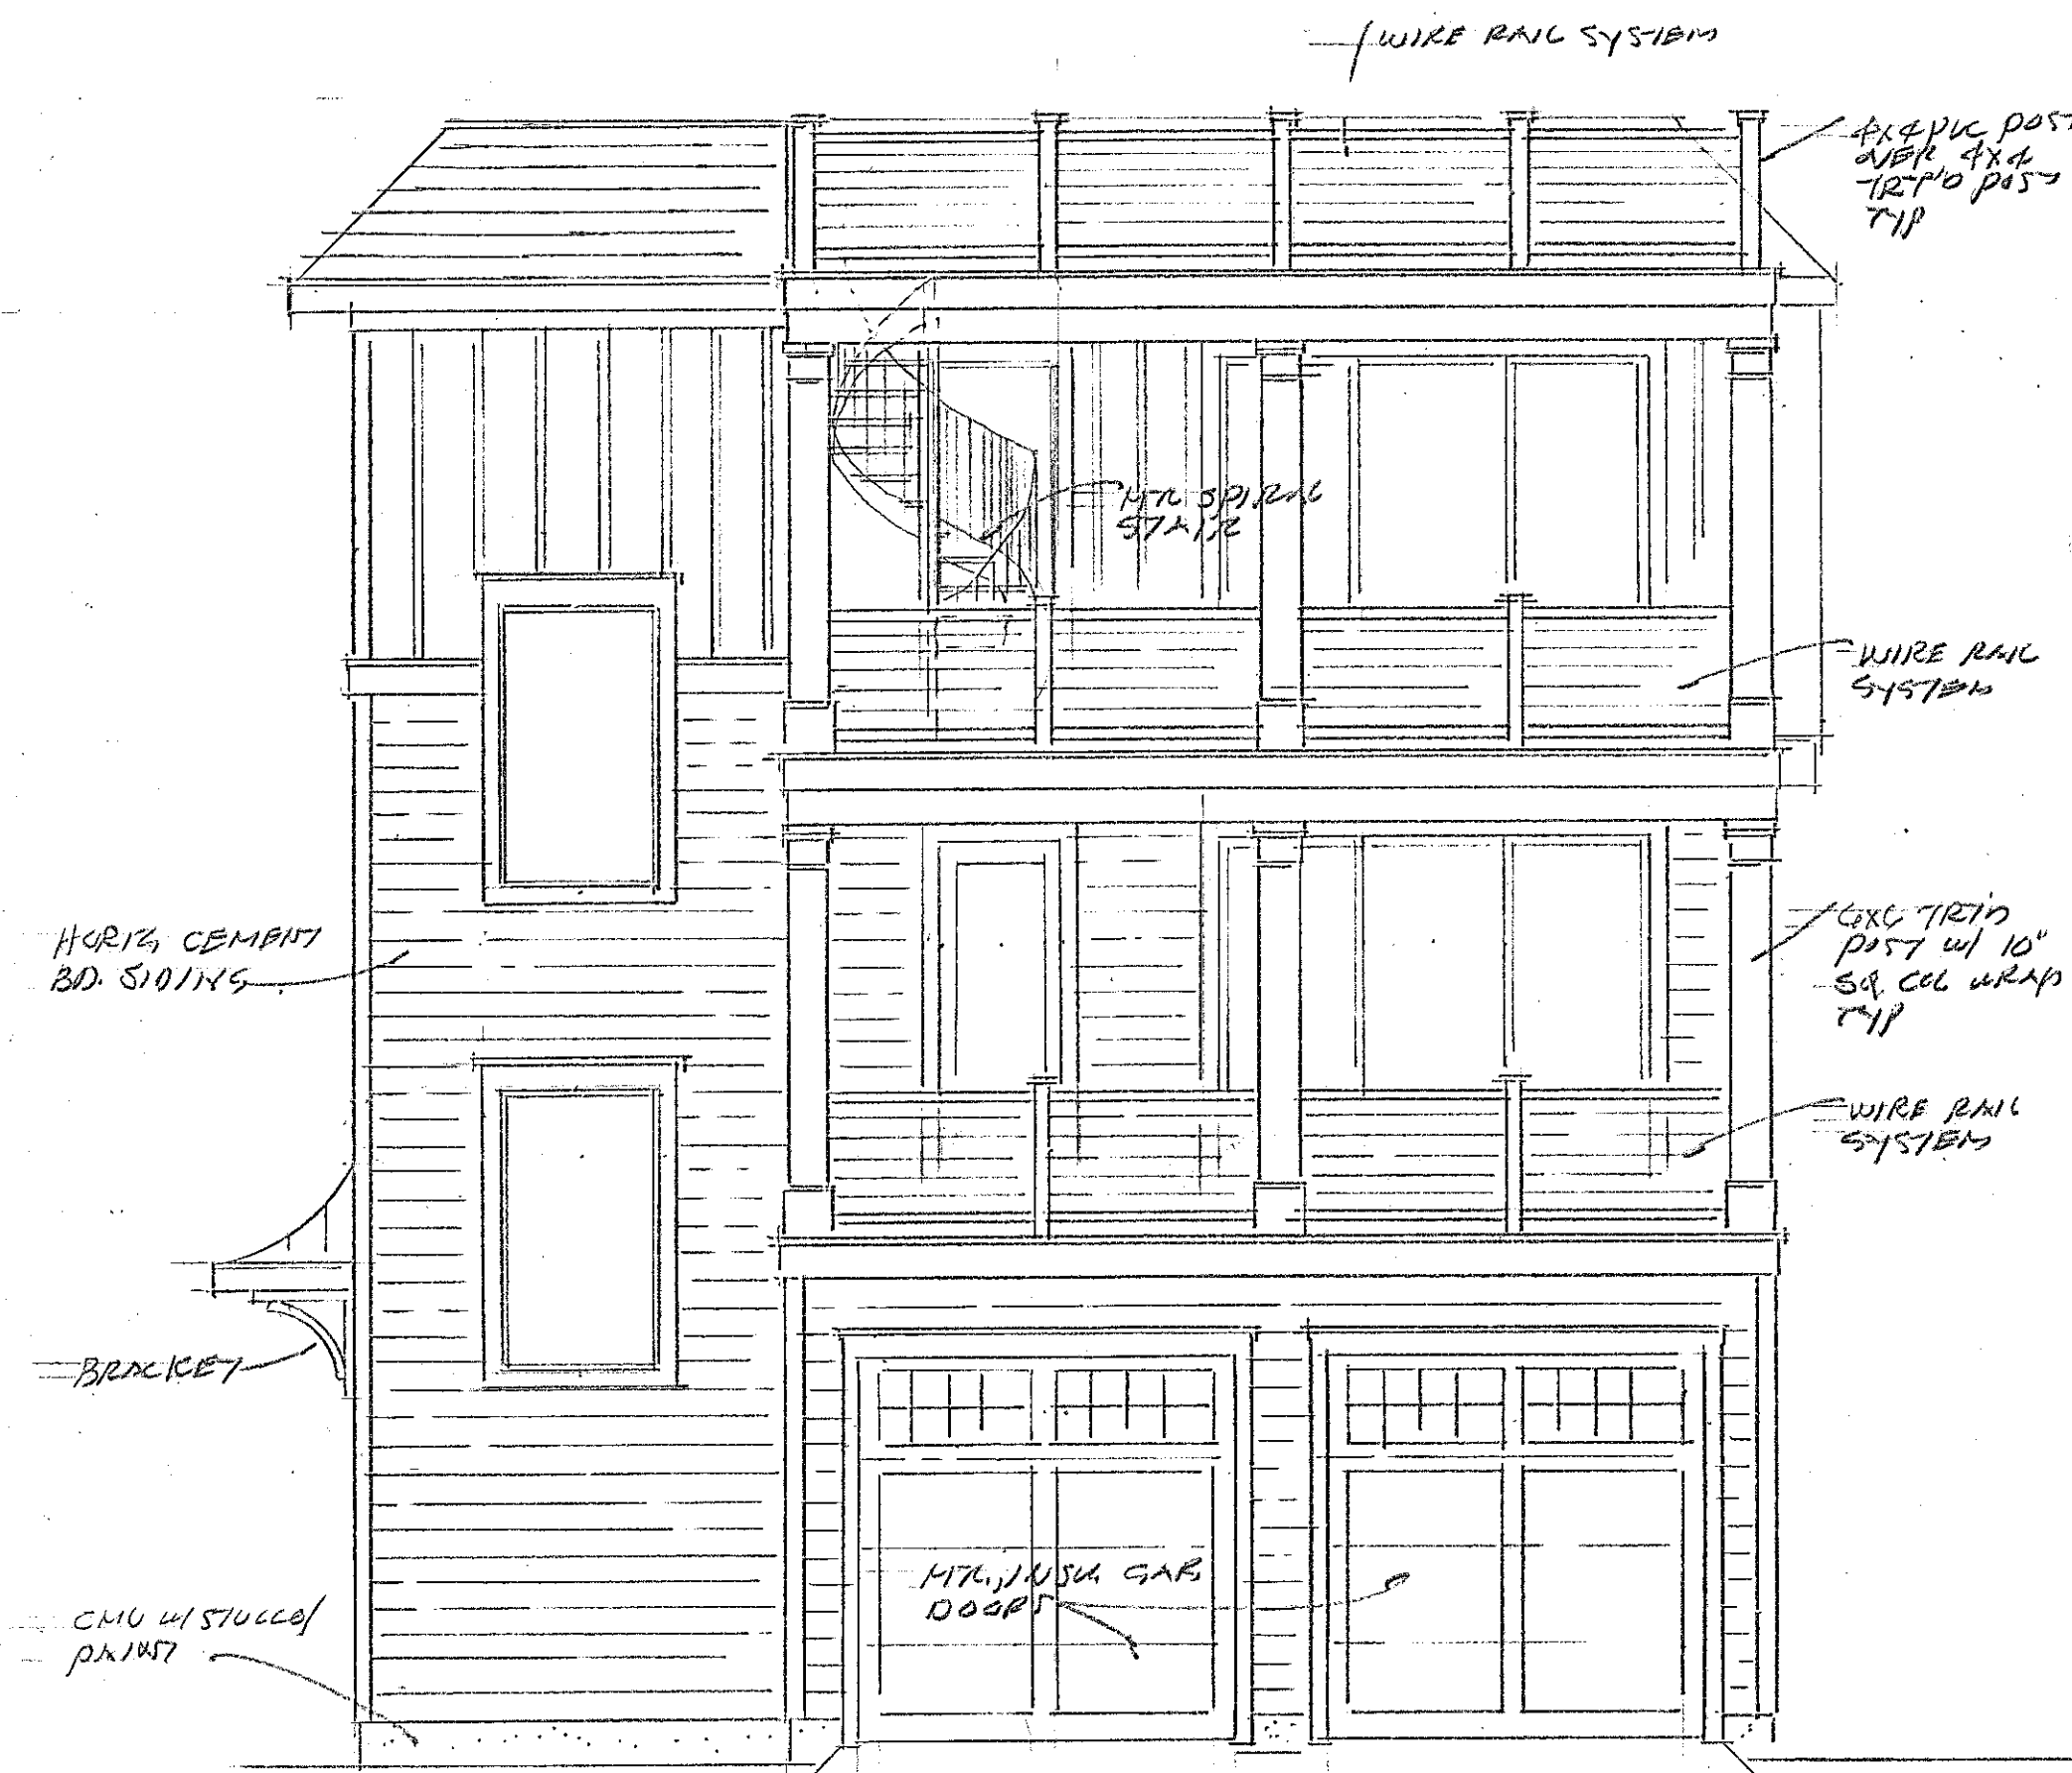 WIRE RAIL SYSTEM
4X4 PVC POST
OVER 4X4
TRT'D POST
TYP
MTL SPIRAL
STAIR
WIRE RAIL
SYSTEM
HORIZ CEMENT
BD. SIDING
6X6 TRT'D
POST W/ 10"
SQ. COL WRAP
TYP
WIRE RAIL
SYSTEM
BRACKET
MTL, INSUL GAR
DOORS
CMU W/ STUCCO/
PAINT